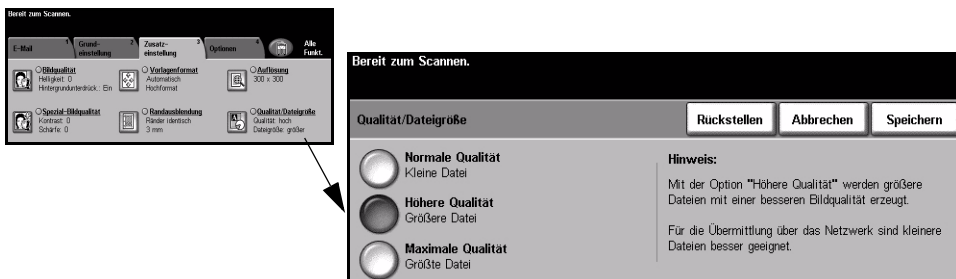 Bereit zum Scannen.
E-Mail
1
Grund-
einstellung
2
Zusatz-
einstellung
3
Optionen
4
Alle
Funkt.
Bildqualität
Helligkeit: 0
Hintergrundunterdrück.: Ein
Vorlagenformat
Automatisch
Hochformat
Auflösung
300 x 300
Spezial-Bildqualität
Kontrast: 0
Schärfe: 0
Randausblendung
Ränder identisch
3 mm
Qualität/Dateigröße
Qualität: hoch
Dateigröße: größer
Bereit zum Scannen.
Qualität/Dateigröße
Rückstellen
Abbrechen
Speichern
Normale Qualität
Kleine Datei
Höhere Qualität
Größere Datei
Maximale Qualität
Größte Datei
Hinweis:
Mit der Option "Höhere Qualität" werden größere
Dateien mit einer besseren Bildqualität erzeugt.
Für die Übermittlung über das Netzwerk sind kleinere
Dateien besser geeignet.